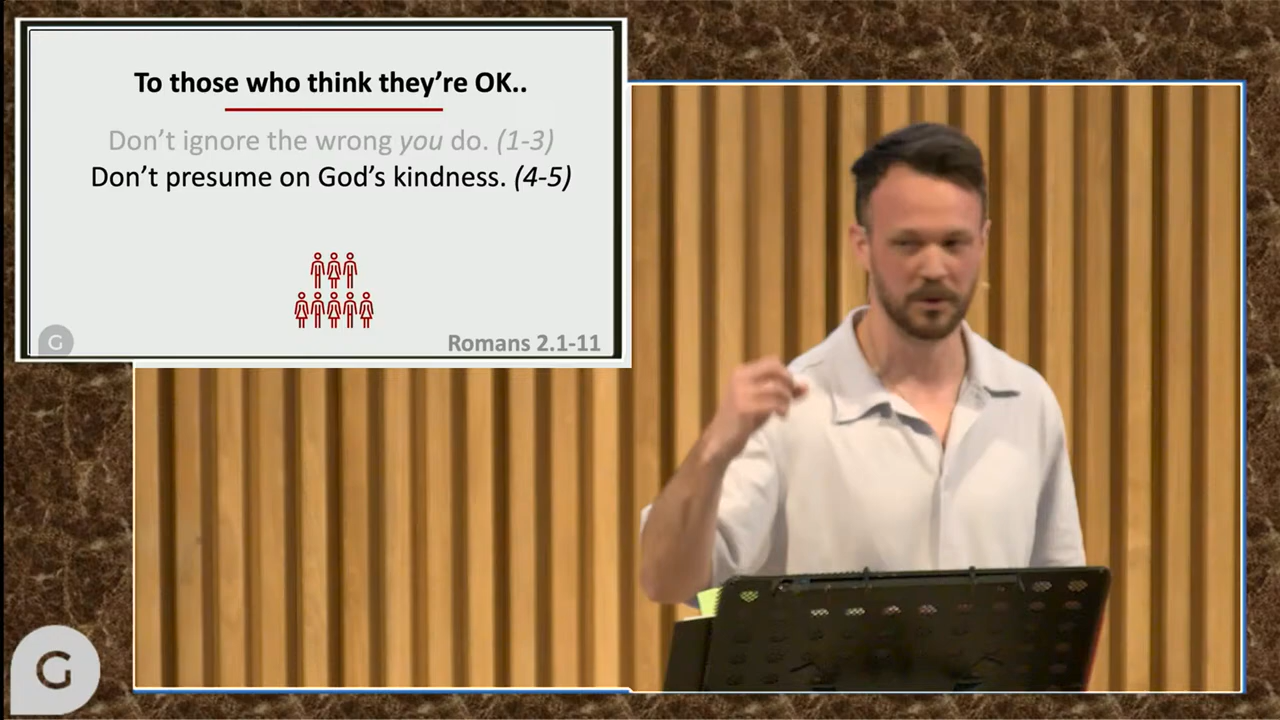 To those who think they're OK..
Don't ignore the wrong you do. (1-3)
Don't presume on God's kindness. (4-5)
G
Romans 2.1-11
G